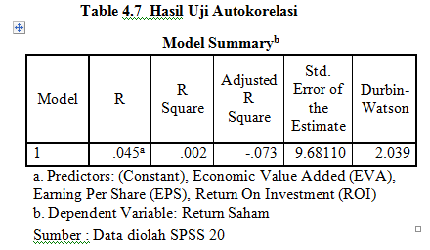 Table 4.7 Hasil Uji Autokorelasi
Model Summaryb
Model R R Square Adjusted R Square Std. Error of the Estimate Durbin-Watson
1 .045a .002 -.073 9.68110 2.039
a. Predictors: (Constant), Economic Value Added (EVA),
Earning Per Share (EPS), Return On Investment (ROI)
b. Dependent Variable: Return Saham
Sumber : Data diolah SPSS 20